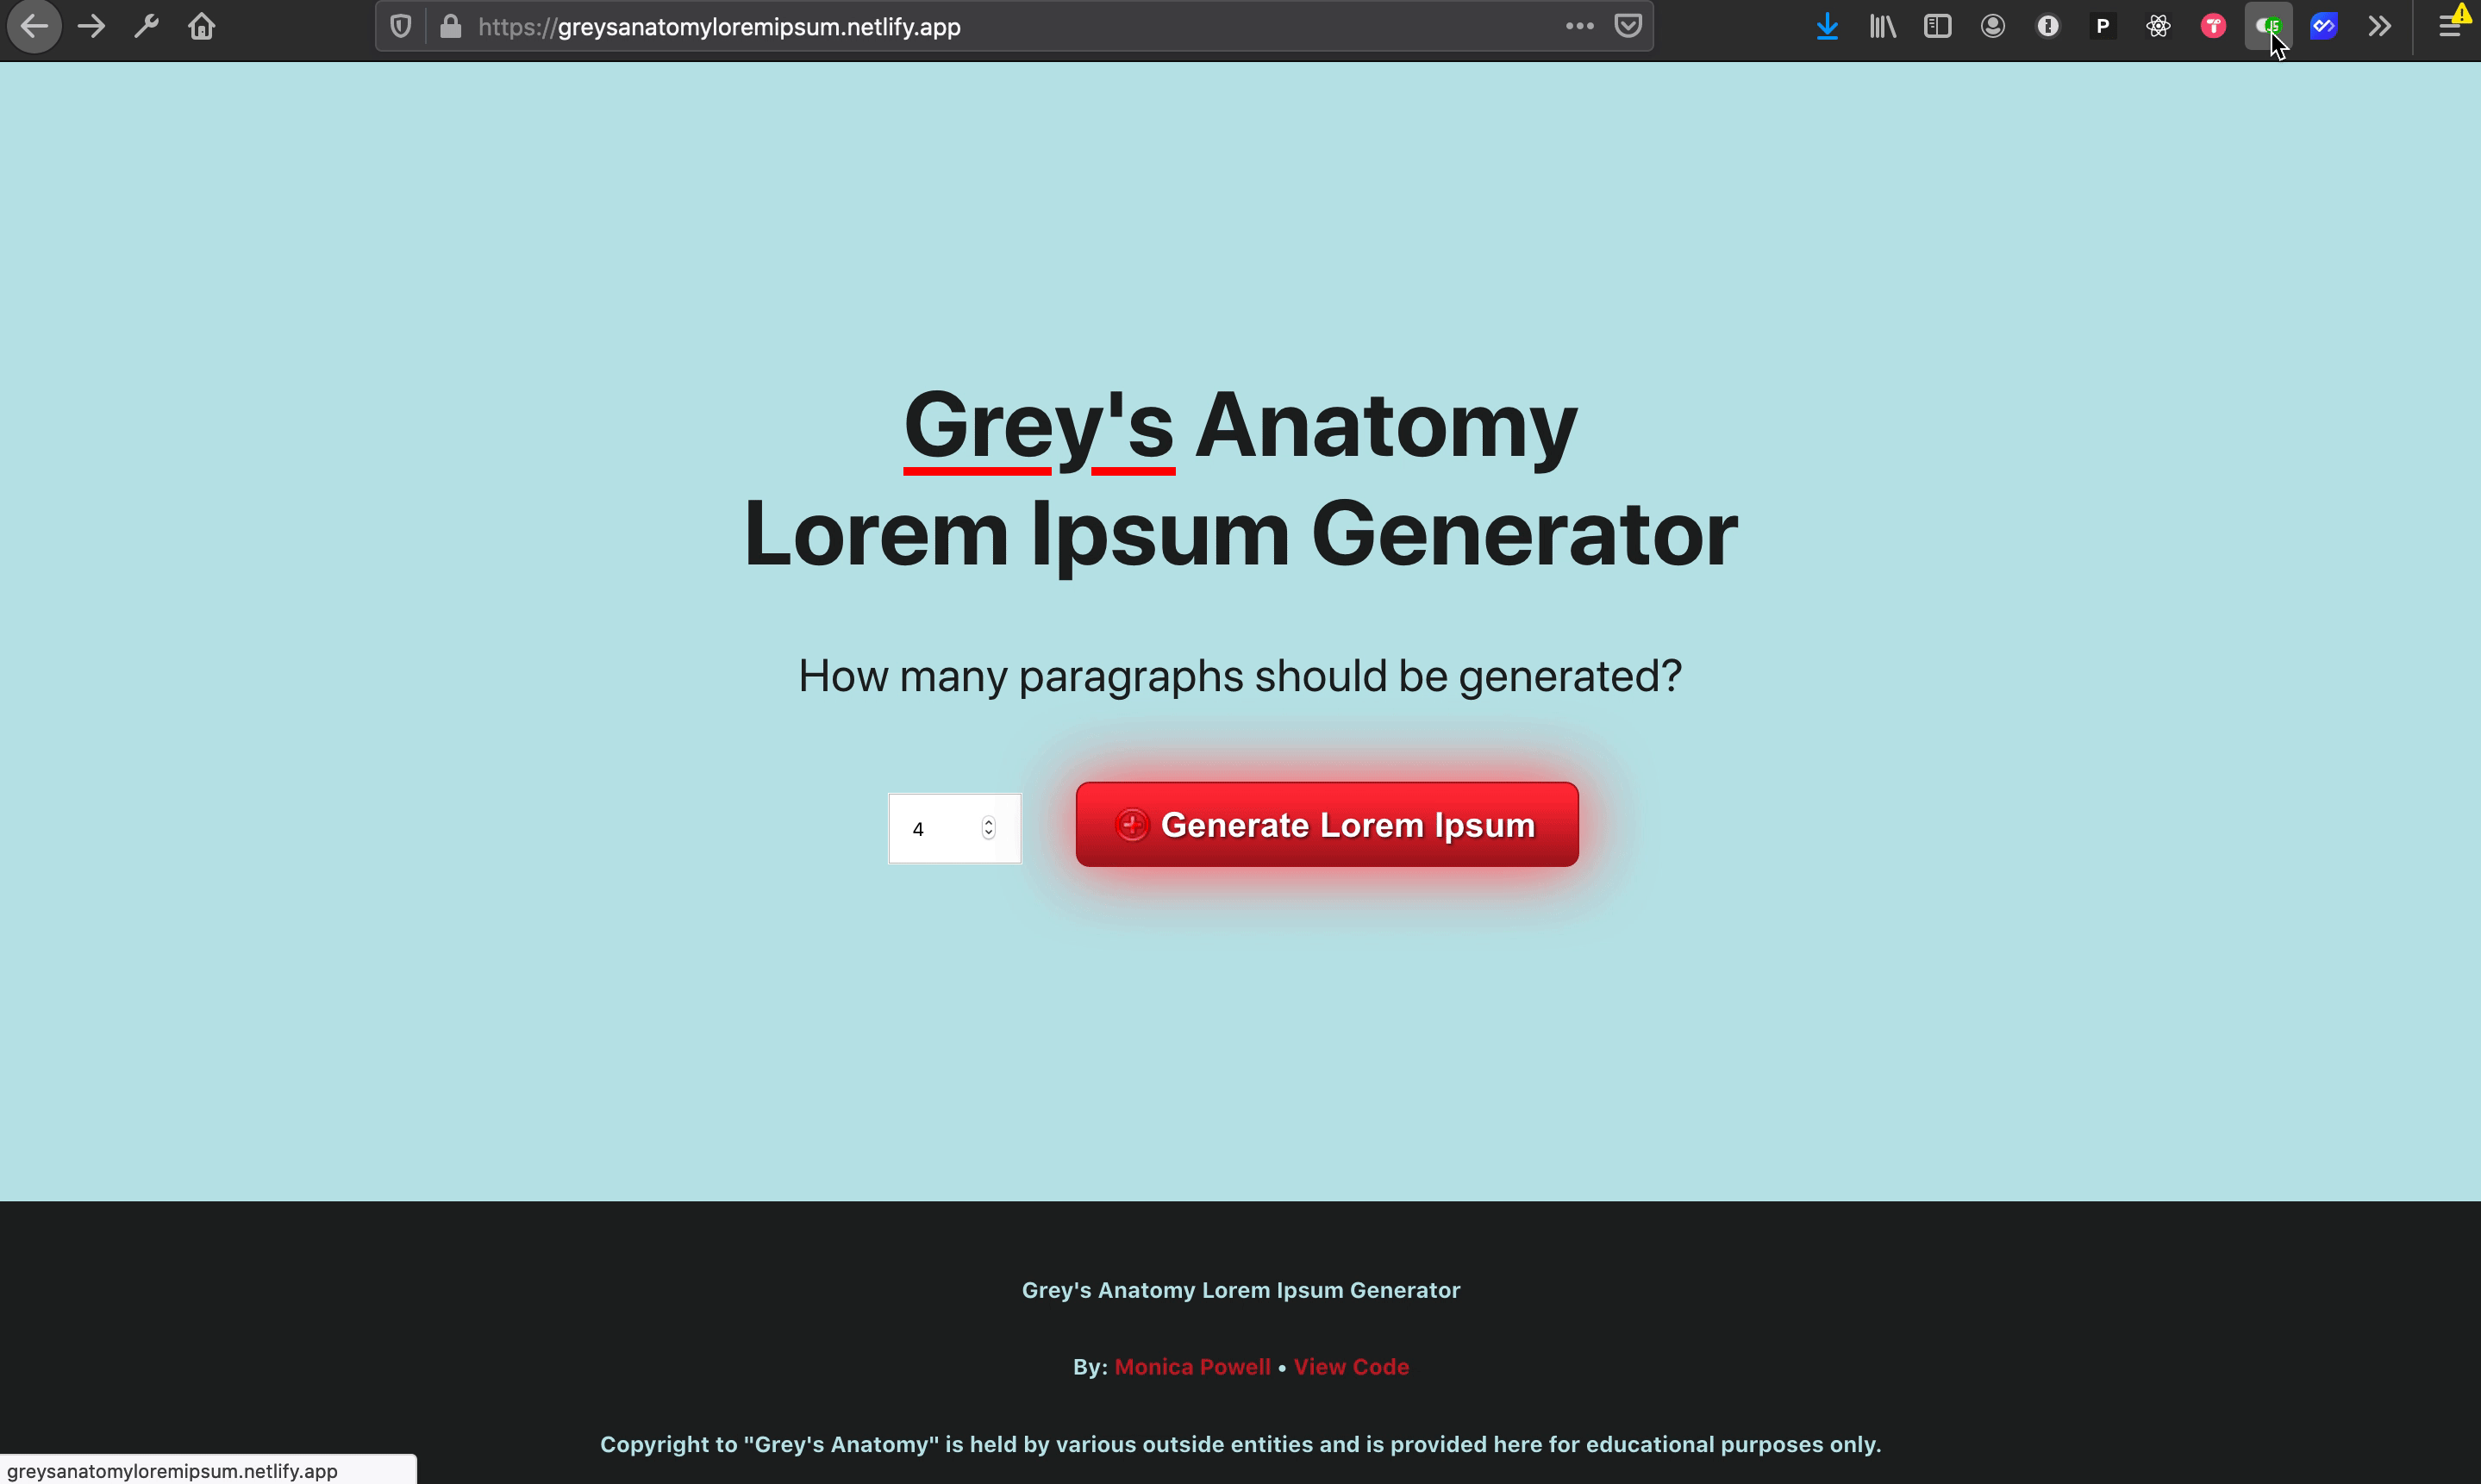 https://greysanatomyloremipsum.netlify.app
P
JS
Grey's Anatomy
Lorem Ipsum Generator
How many paragraphs should be generated?
4
Generate Lorem Ipsum
Grey's Anatomy Lorem Ipsum Generator
By: Monica Powell • View Code
Copyright to "Grey's Anatomy" is held by various outside entities and is provided here for educational purposes only.
greysanatomyloremipsum.netlify.app